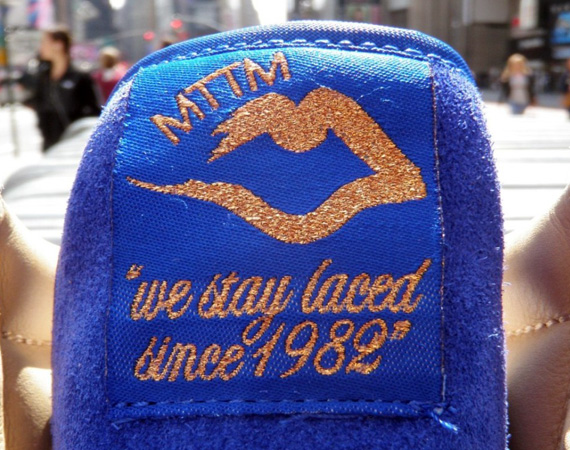 MTTM
"we stay laced
since 1982"